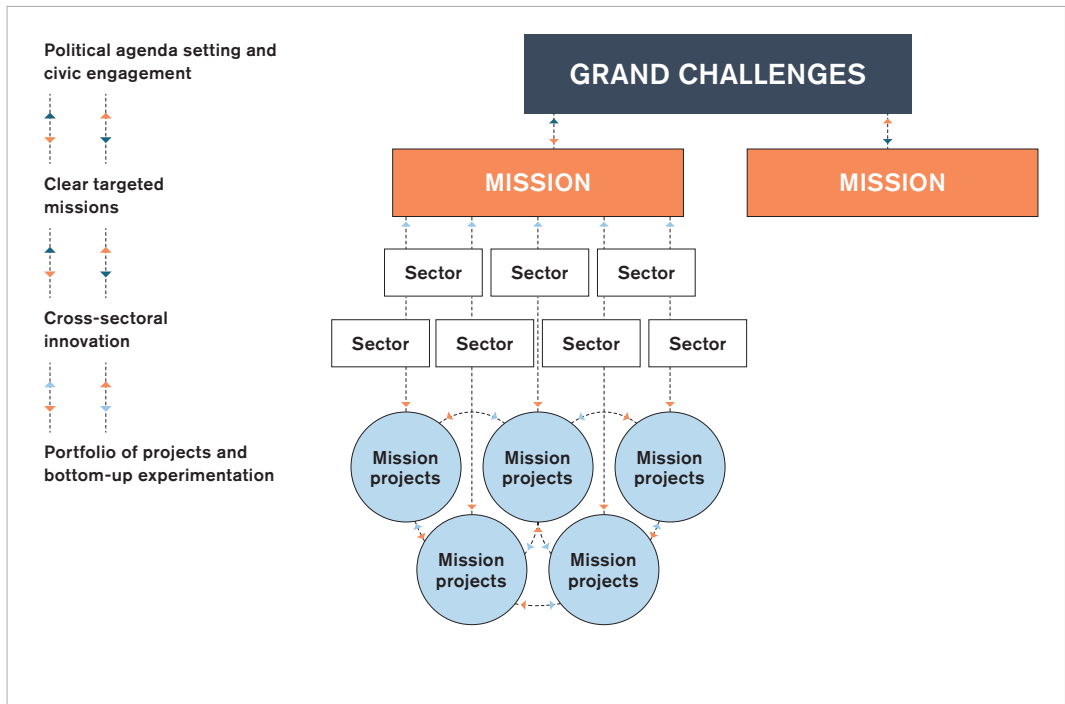 Political agenda setting and
civic engagement
Clear targeted
missions
Cross-sectoral
innovation
Portfolio of projects and
bottom-up experimentation
GRAND CHALLENGES
MISSION
MISSION
Sector
Sector
Sector
Sector
Sector
Sector
Sector
Mission
projects
Mission
projects
Mission
projects
Mission
projects
Mission
projects